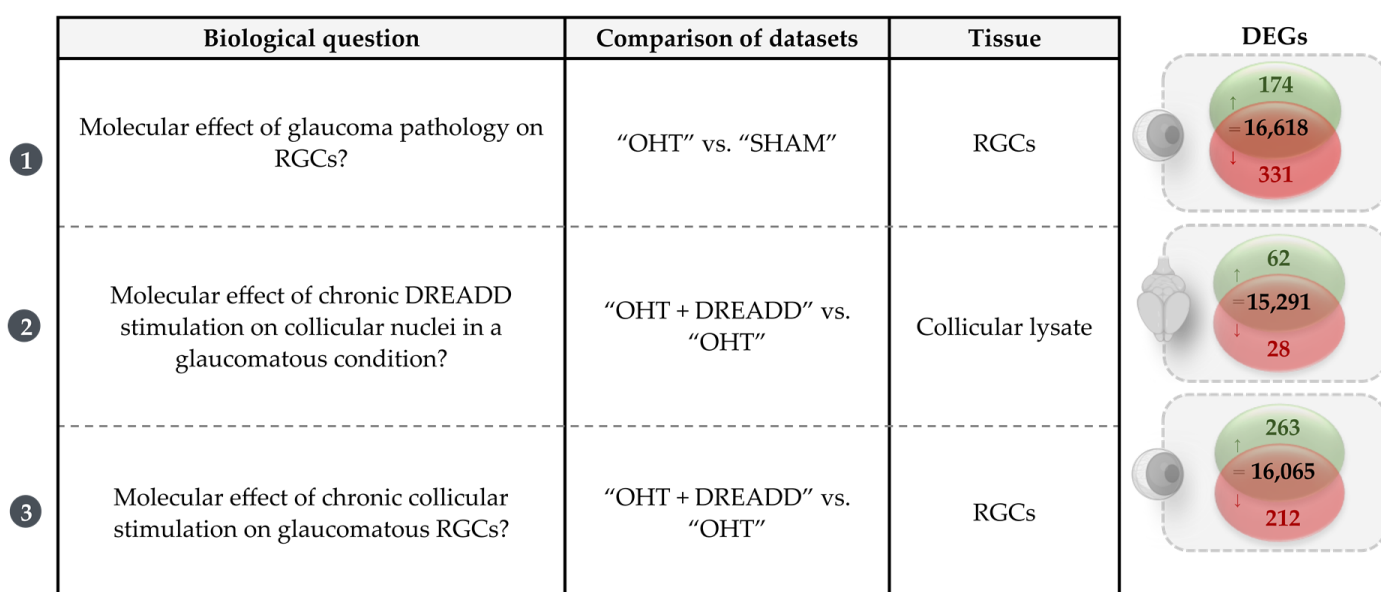 Biological question
Comparison of datasets
Tissue
DEGs
1
Molecular effect of glaucoma pathology on
RGCs?
“OHT” vs. “SHAM”
RGCs
↑ 174
= 16,618
↓ 331
2
Molecular effect of chronic DREADD
stimulation on collicular nuclei in a
glaucomatous condition?
“OHT + DREADD” vs.
“OHT”
Collicular lysate
↑ 62
= 15,291
↓ 28
3
Molecular effect of chronic collicular
stimulation on glaucomatous RGCs?
“OHT + DREADD” vs.
“OHT”
RGCs
↑ 263
= 16,065
↓ 212